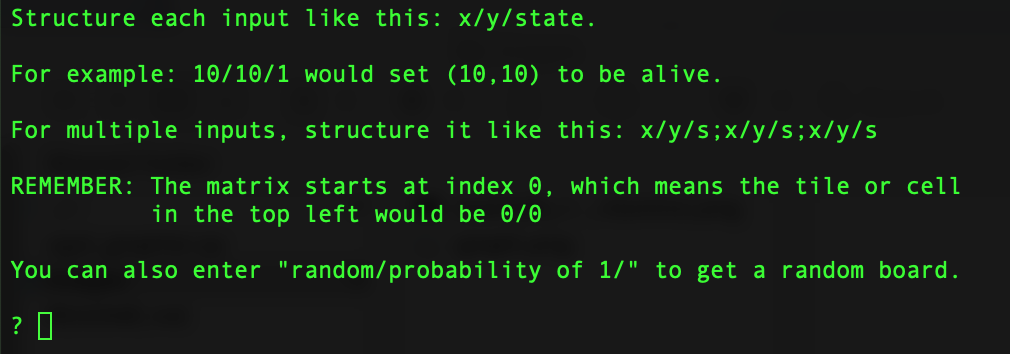 Structure each input like this: x/y/state.
For example: 10/10/1 would set (10,10) to be alive.
For multiple inputs, structure it like this: x/y/s;x/y/s;x/y/s
REMEMBER: The matrix starts at index 0, which means the tile or cell
in the top left would be 0/0
You can also enter "random/probability of 1/" to get a random board.
?